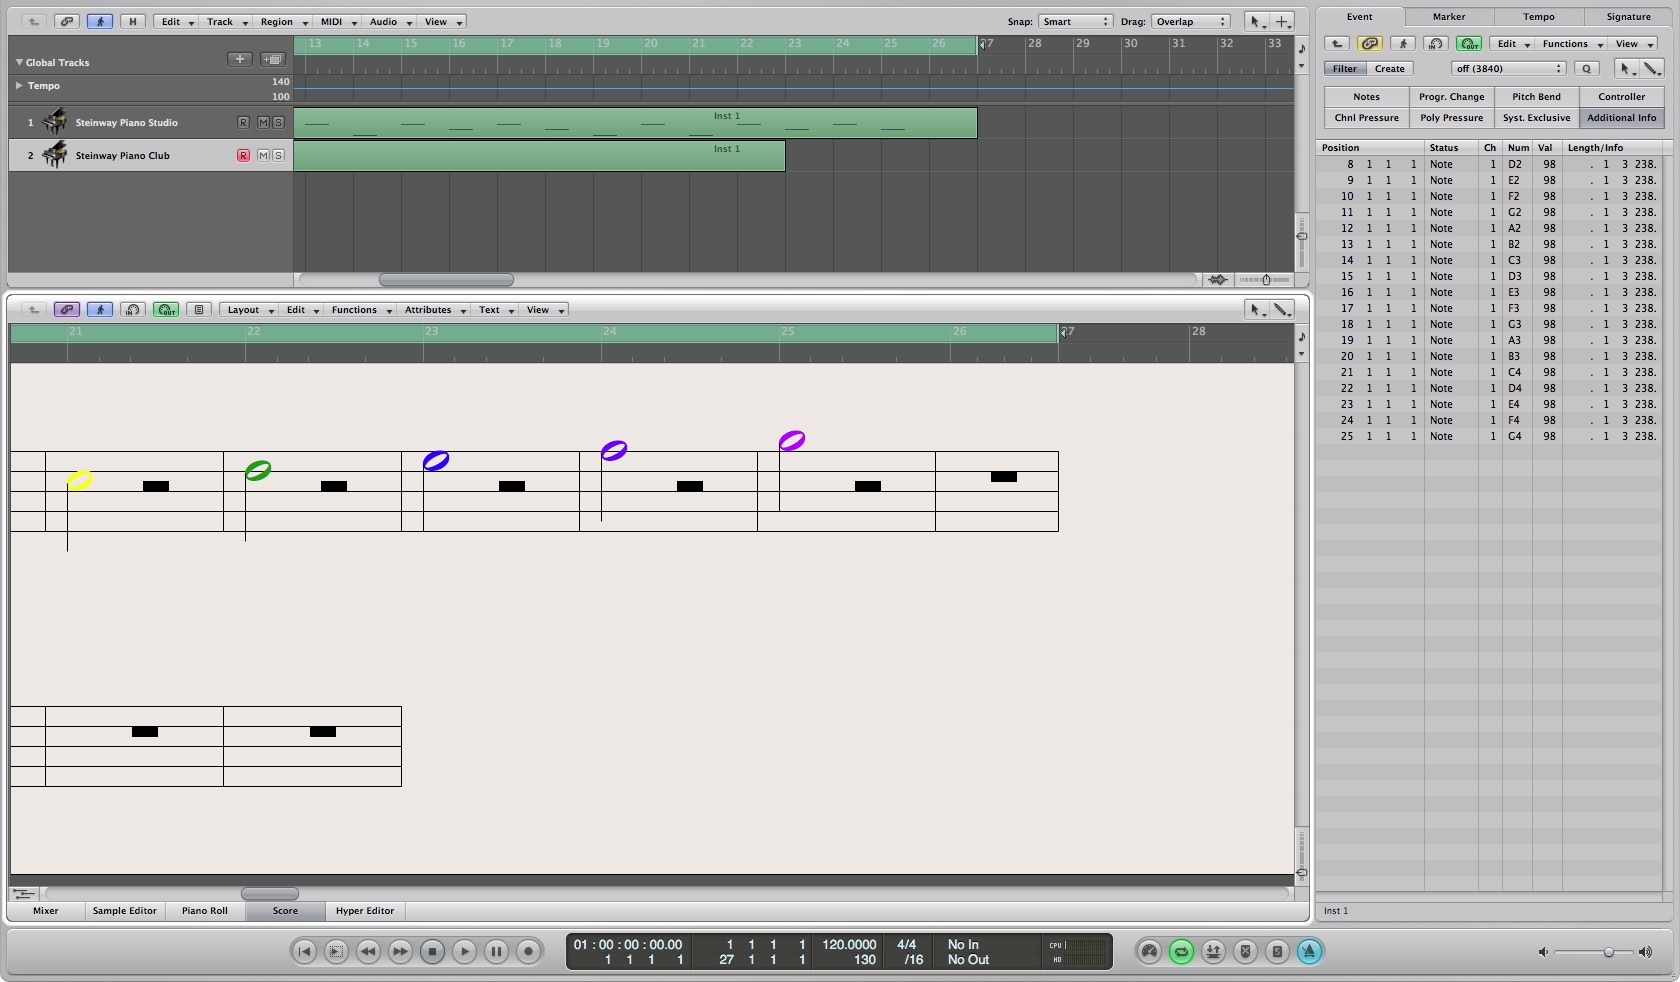 H Edit Track Region MIDI Audio View Snap: Smart Drag: Overlap
13 14 15 16 17 18 19 20 21 22 23 24 25 26 27 28 29 30 31 32 33
Global Tracks
Tempo 140
100
1 Steinway Piano Studio R M S Inst 1
2 Steinway Piano Club R M S Inst 1
IN OUT Layout Edit Functions Attributes Text View
21 22 23 24 25 26 27 28
Mixer Sample Editor Piano Roll Score Hyper Editor
Event Marker Tempo Signature
IN OUT Edit Functions View
Filter Create off (3840) Q
Notes Progr. Change Pitch Bend Controller
Chnl Pressure Poly Pressure Syst. Exclusive Additional Info
Position Status Ch Num Val Length/Info
8 1 1 1 Note 1 D2 98 . 1 3 238.
9 1 1 1 Note 1 E2 98 . 1 3 238.
10 1 1 1 Note 1 F2 98 . 1 3 238.
11 1 1 1 Note 1 G2 98 . 1 3 238.
12 1 1 1 Note 1 A2 98 . 1 3 238.
13 1 1 1 Note 1 B2 98 . 1 3 238.
14 1 1 1 Note 1 C3 98 . 1 3 238.
15 1 1 1 Note 1 D3 98 . 1 3 238.
16 1 1 1 Note 1 E3 98 . 1 3 238.
17 1 1 1 Note 1 F3 98 . 1 3 238.
18 1 1 1 Note 1 G3 98 . 1 3 238.
19 1 1 1 Note 1 A3 98 . 1 3 238.
20 1 1 1 Note 1 B3 98 . 1 3 238.
21 1 1 1 Note 1 C4 98 . 1 3 238.
22 1 1 1 Note 1 D4 98 . 1 3 238.
23 1 1 1 Note 1 E4 98 . 1 3 238.
24 1 1 1 Note 1 F4 98 . 1 3 238.
25 1 1 1 Note 1 G4 98 . 1 3 238.
Inst 1
01 : 00 : 00 : 00.00 1 1 1 1 120.0000 4/4 No In CPU
1 1 1 1 27 1 1 1 130 /16 No Out HD
S